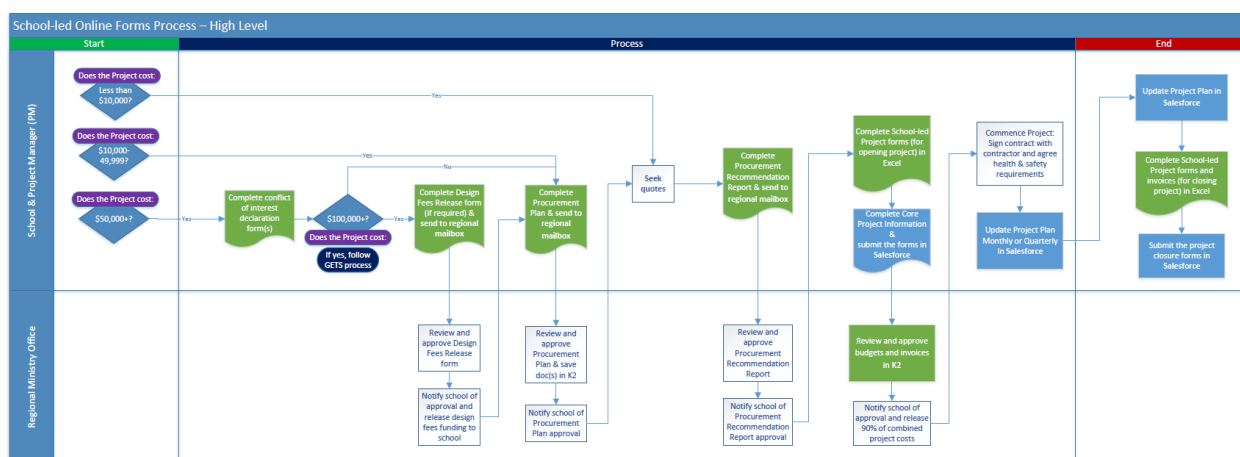 School-led Online Forms Process – High Level
Start
Process
End
School & Project Manager (PM)
Does the Project cost:
Less than
$10,000?
Yes
Does the Project cost:
$10,000-
49,999?
Yes
No
Does the Project cost:
$50,000+?
Yes
Complete conflict
of interest
declaration
form(s)
$100,000+?
Does the Project cost:
If yes, follow
GETS process
Yes
Complete Design
Fees Release form
(if required) &
send to regional
mailbox
Complete
Procurement
Plan & send to
regional
mailbox
Seek
quotes
Complete
Procurement
Recommendation
Report & send to
regional mailbox
Complete School-led
Project forms (for
opening project) in
Excel
Complete Core
Project Information
&
submit the forms in
Salesforce
Commence Project:
Sign contract with
contractor and agree
health & safety
requirements
Update Project Plan
Monthly or Quarterly
In Salesforce
Update Project Plan in
Salesforce
Complete School-led
Project forms and
invoices (for closing
project) in Excel
Submit the project
closure forms in
Salesforce
Regional Ministry Office
Review and
approve Design
Fees Release
form
Notify school of
approval and
release design
fees funding to
school
Review and
approve
Procurement
Plan & save
doc(s) in K2
Notify school of
Procurement
Plan approval
Review and
approve
Procurement
Recommendation
Report
Notify school of
Procurement
Recommendation
Report approval
Review and approve
budgets and invoices
in K2
Notify school of
approval and release
90% of combined
project costs